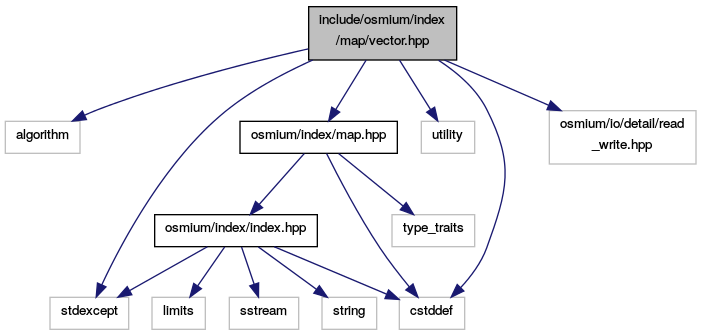 include/osmium/index
/map/vector.hpp
algorithm
osmium/index/map.hpp
utility
osmium/io/detail/read
_write.hpp
osmium/index/index.hpp
type_traits
stdexcept
limits
sstream
string
cstddef